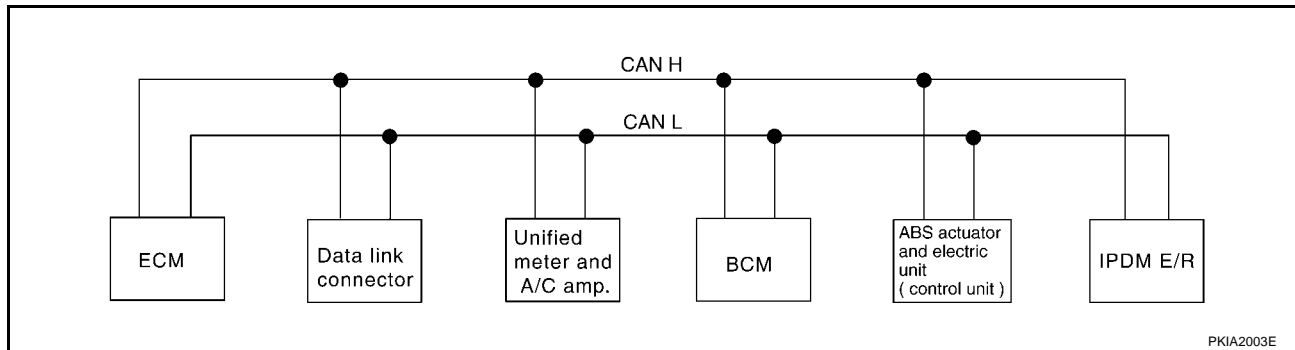 CAN H
CAN L
ECM
Data link
connector
Unified
meter and
A/C amp.
BCM
ABS actuator
and electric
unit
( control unit )
IPDM E/R
PKIA2003E